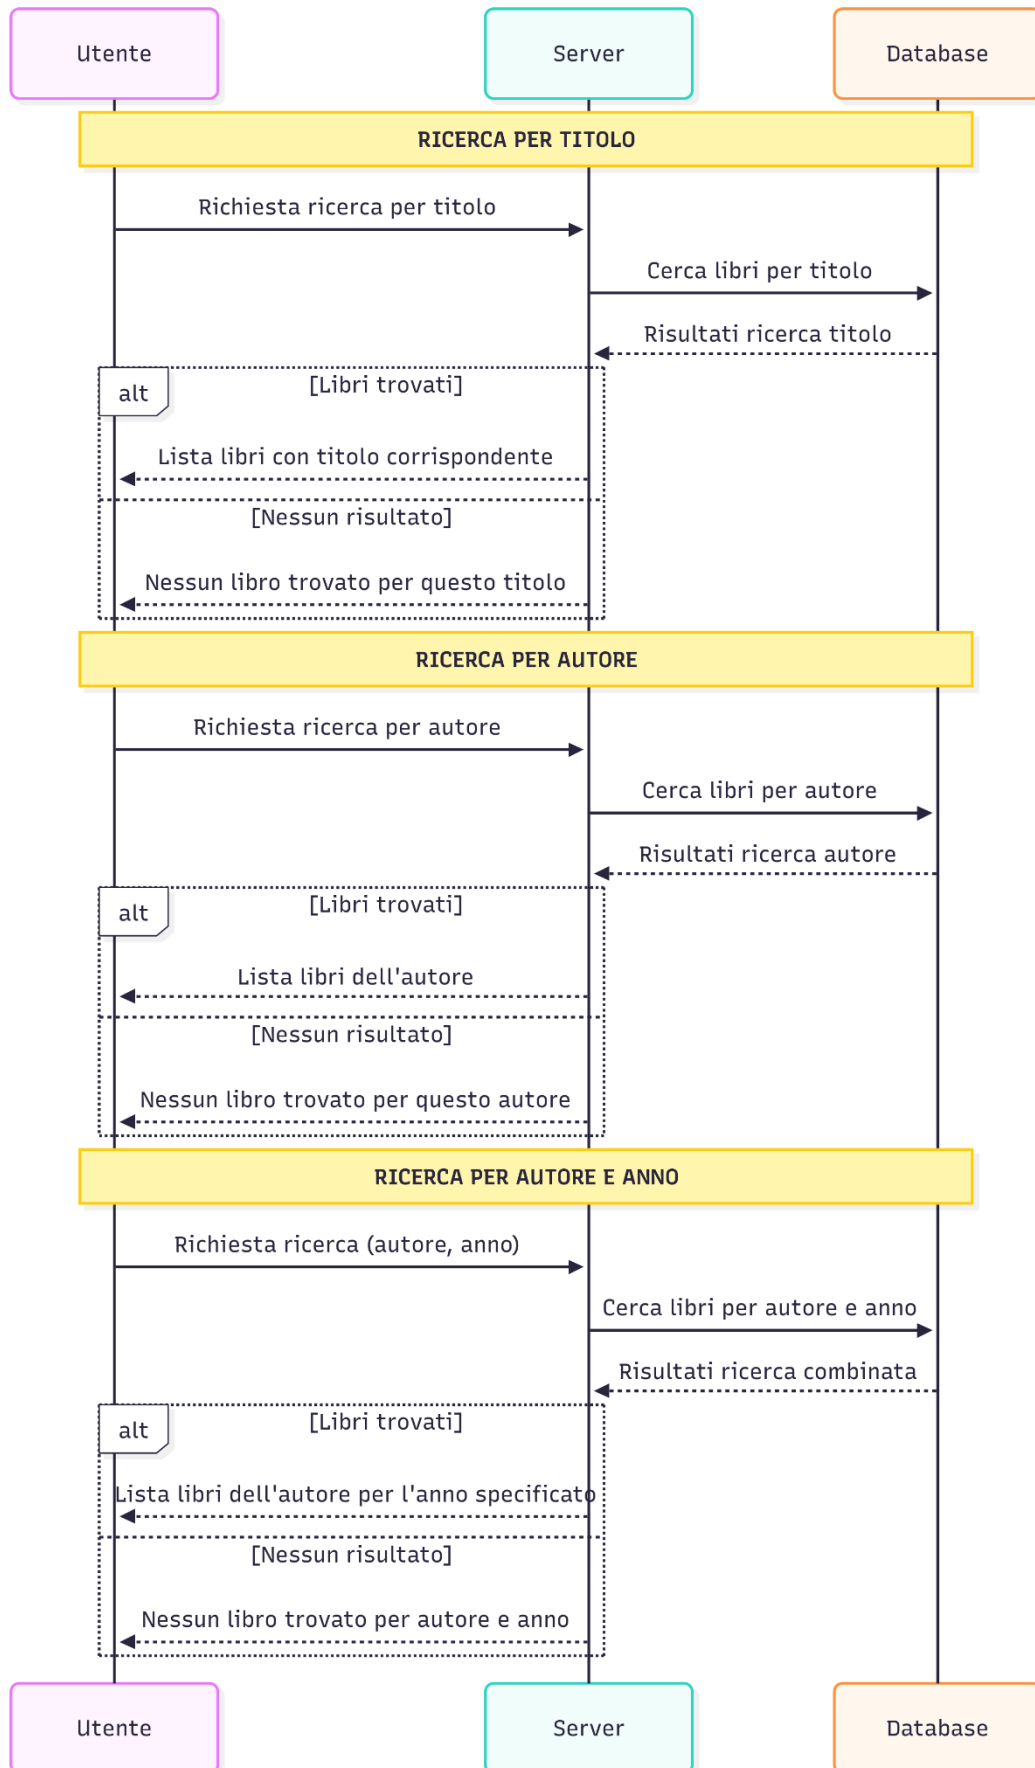 Utente
Server
Database
RICERCA PER TITOLO
Richiesta ricerca per titolo
Cerca libri per titolo
Risultati ricerca titolo
alt
[Libri trovati]
Lista libri con titolo corrispondente
[Nessun risultato]
Nessun libro trovato per questo titolo
RICERCA PER AUTORE
Richiesta ricerca per autore
Cerca libri per autore
Risultati ricerca autore
alt
[Libri trovati]
Lista libri dell'autore
[Nessun risultato]
Nessun libro trovato per questo autore
RICERCA PER AUTORE E ANNO
Richiesta ricerca (autore, anno)
Cerca libri per autore e anno
Risultati ricerca combinata
alt
[Libri trovati]
Lista libri dell'autore per l'anno specificato
[Nessun risultato]
Nessun libro trovato per autore e anno
Utente
Server
Database